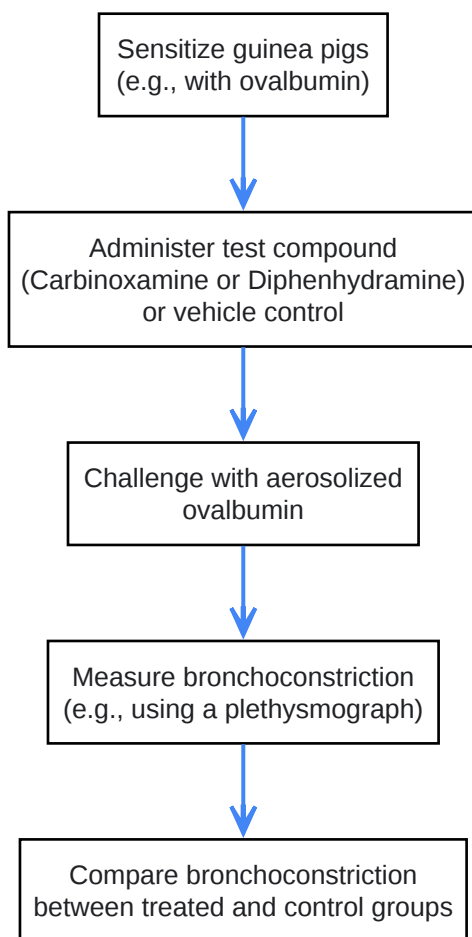 Sensitize guinea pigs
(e.g., with ovalbumin)
Administer test compound
(Carbinoxamine or Diphenhydramine)
or vehicle control
Challenge with aerosolized
ovalbumin
Measure bronchoconstriction
(e.g., using a plethysmograph)
Compare bronchoconstriction
between treated and control groups